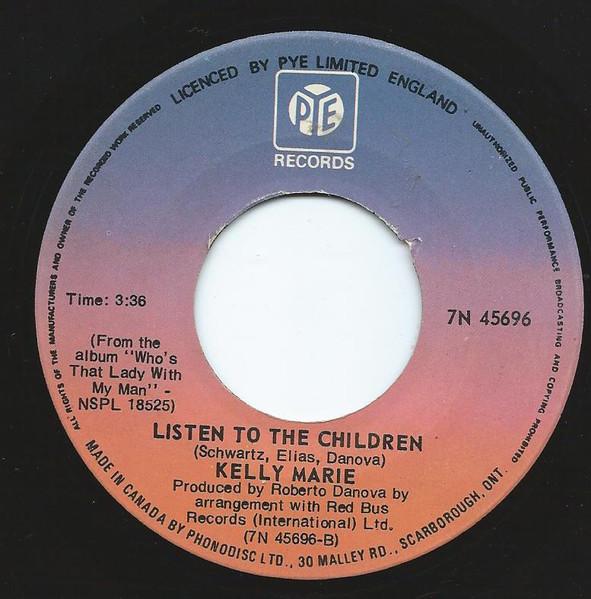 ALL RIGHTS OF THE MANUFACTURERS AND OWNER OF THE RECORDED WORK RESERVED
LICENCED BY PYE LIMITED ENGLAND
UNAUTHORIZED PUBLIC PERFORMANCE BROADCASTING AND COPYING PROHIBITED
PYE
RECORDS
Time: 3:36
7N 45696
(From the
album "Who's
That Lady With
My Man" -
NSPL 18525)
LISTEN TO THE CHILDREN
(Schwartz, Elias, Danova)
KELLY MARIE
Produced by Roberto Danova by
arrangement with Red Bus
Records (International) Ltd.
(7N 45696-B)
MADE IN CANADA BY PHONODISC LTD., 30 MALLEY RD., SCARBOROUGH, ONT.